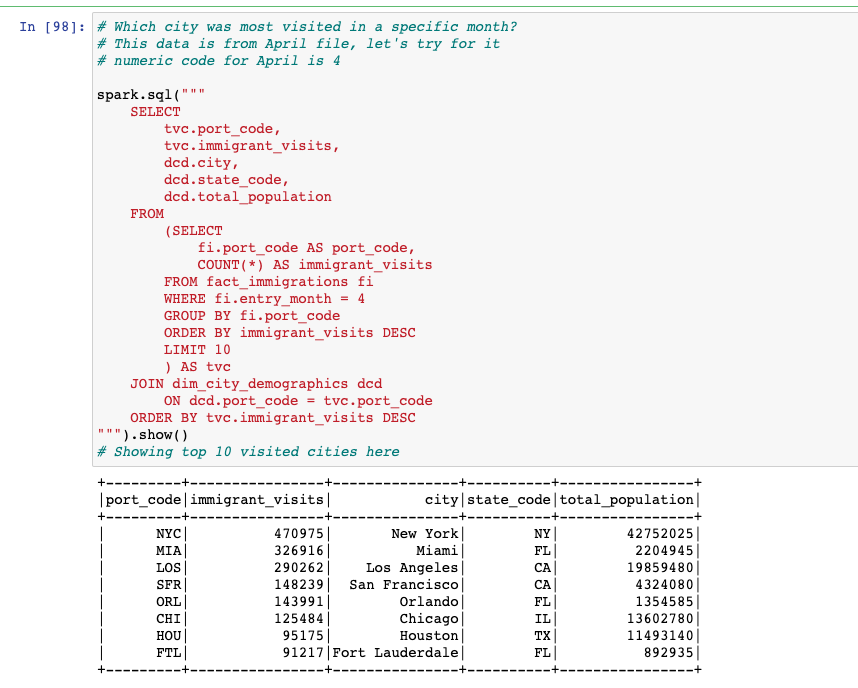 In [98]: # Which city was most visited in a specific month?
# This data is from April file, let's try for it
# numeric code for April is 4
spark.sql("""
SELECT
tvc.port_code,
tvc.immigrant_visits,
dcd.city,
dcd.state_code,
dcd.total_population
FROM
(SELECT
fi.port_code AS port_code,
COUNT(*) AS immigrant_visits
FROM fact_immigrations fi
WHERE fi.entry_month = 4
GROUP BY fi.port_code
ORDER BY immigrant_visits DESC
LIMIT 10
) AS tvc
JOIN dim_city_demographics dcd
ON dcd.port_code = tvc.port_code
ORDER BY tvc.immigrant_visits DESC
""").show()
# Showing top 10 visited cities here
+---------+----------------+---------------+----------+----------------+
|port_code|immigrant_visits|           city|state_code|total_population|
+---------+----------------+---------------+----------+----------------+
|      NYC|          470975|       New York|        NY|        42752025|
|      MIA|          326916|          Miami|        FL|         2204945|
|      LOS|          290262|    Los Angeles|        CA|        19859480|
|      SFR|          148239|  San Francisco|        CA|         4324080|
|      ORL|          143991|        Orlando|        FL|         1354585|
|      CHI|          125484|        Chicago|        IL|        13602780|
|      HOU|           95175|        Houston|        TX|        11493140|
|      FTL|           91217|Fort Lauderdale|        FL|          892935|
+---------+----------------+---------------+----------+----------------+